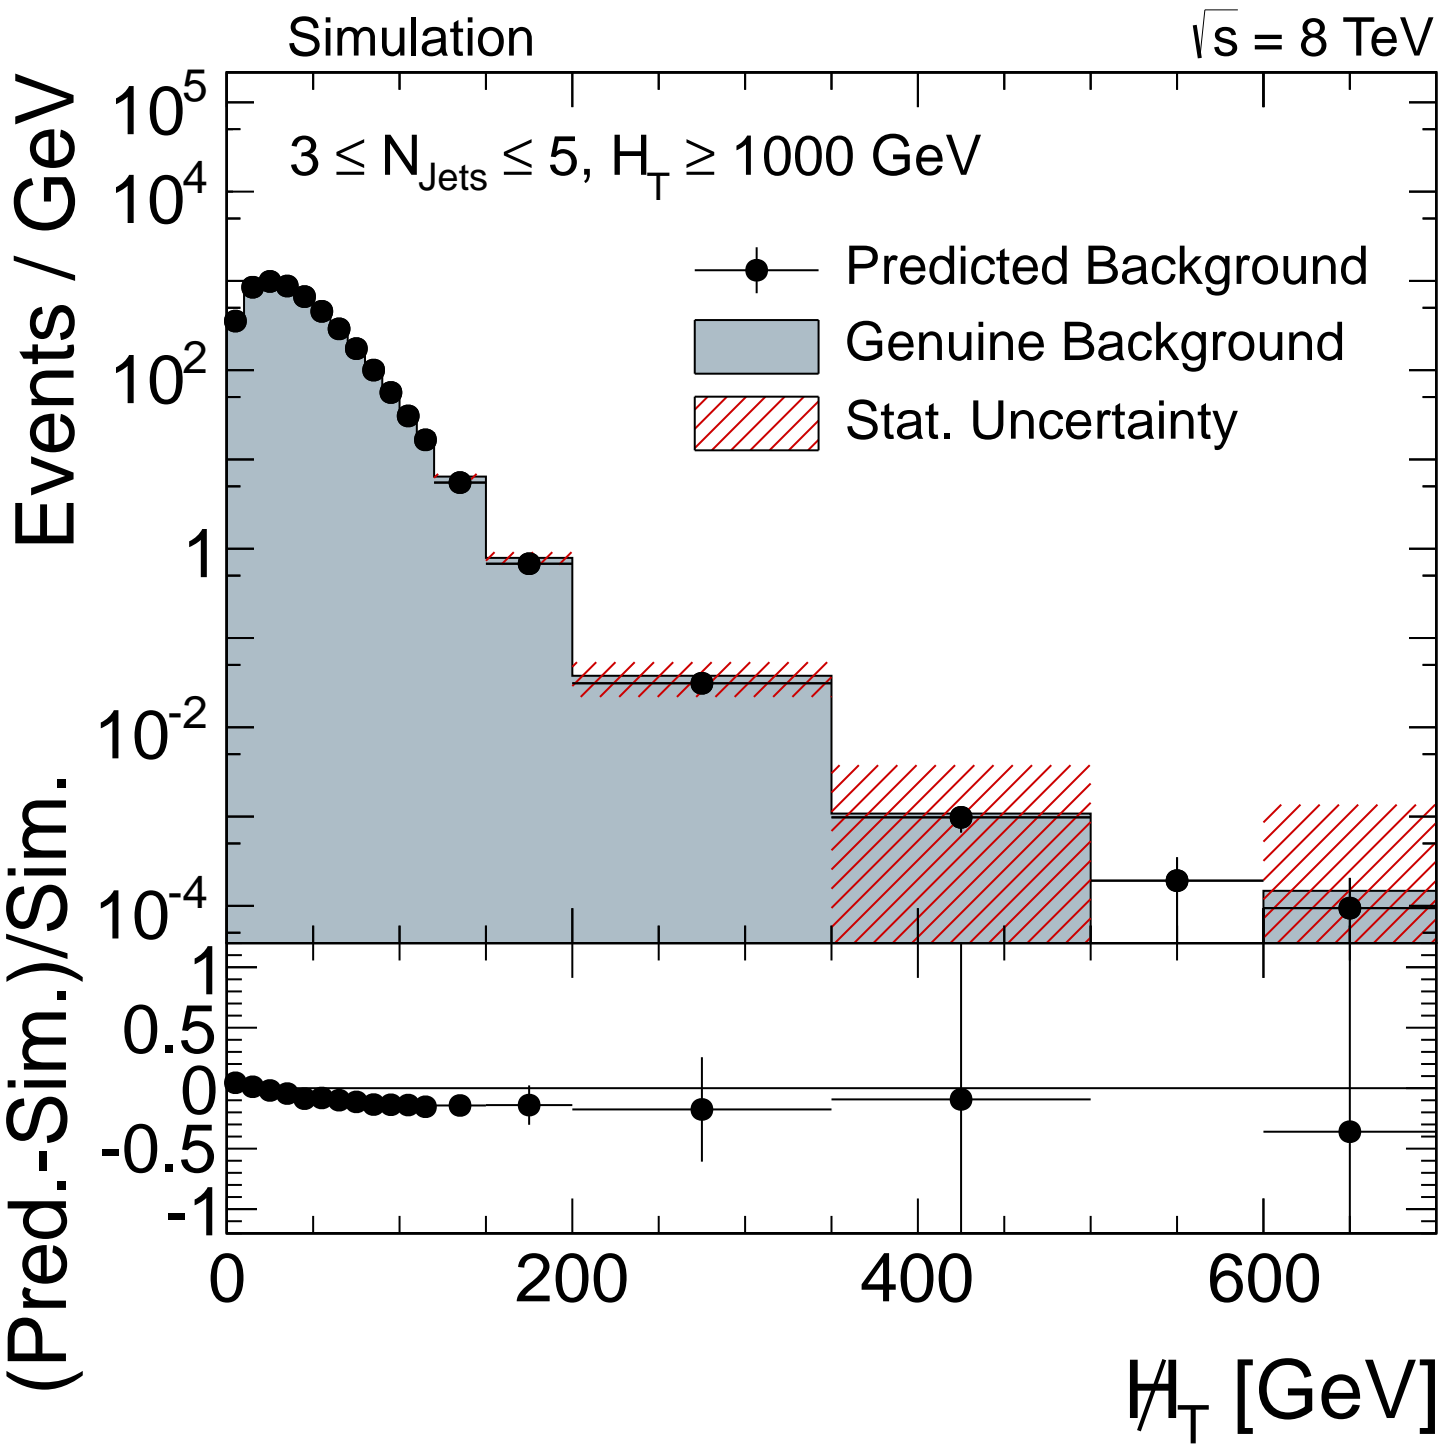 Simulation
√s = 8 TeV
Events / GeV
10^5
10^4
10^2
1
10^-2
10^-4
3 ≤ N_Jets ≤ 5, H_T ≥ 1000 GeV
Predicted Background
Genuine Background
Stat. Uncertainty
(Pred.-Sim.)/Sim.
1
0.5
0
-0.5
-1
0 200 400 600
H̸_T [GeV]